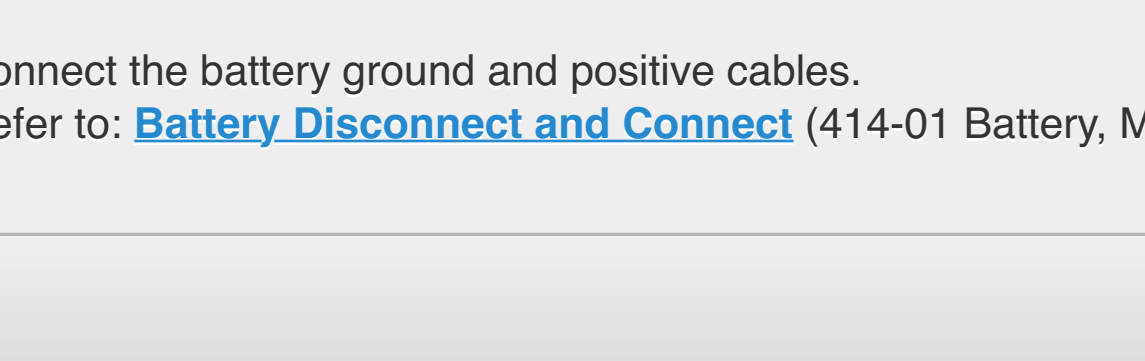 onnect the battery ground and positive cables.
efer to: Battery Disconnect and Connect (414-01 Battery, M